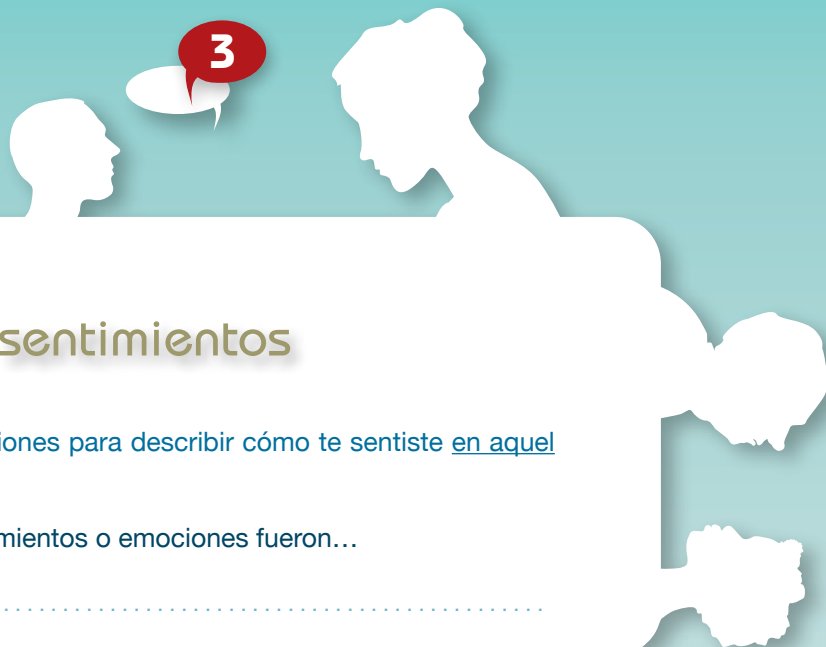 3
sentimientos
iones para describir cómo te sentiste en aquel
mientos o emociones fueron…